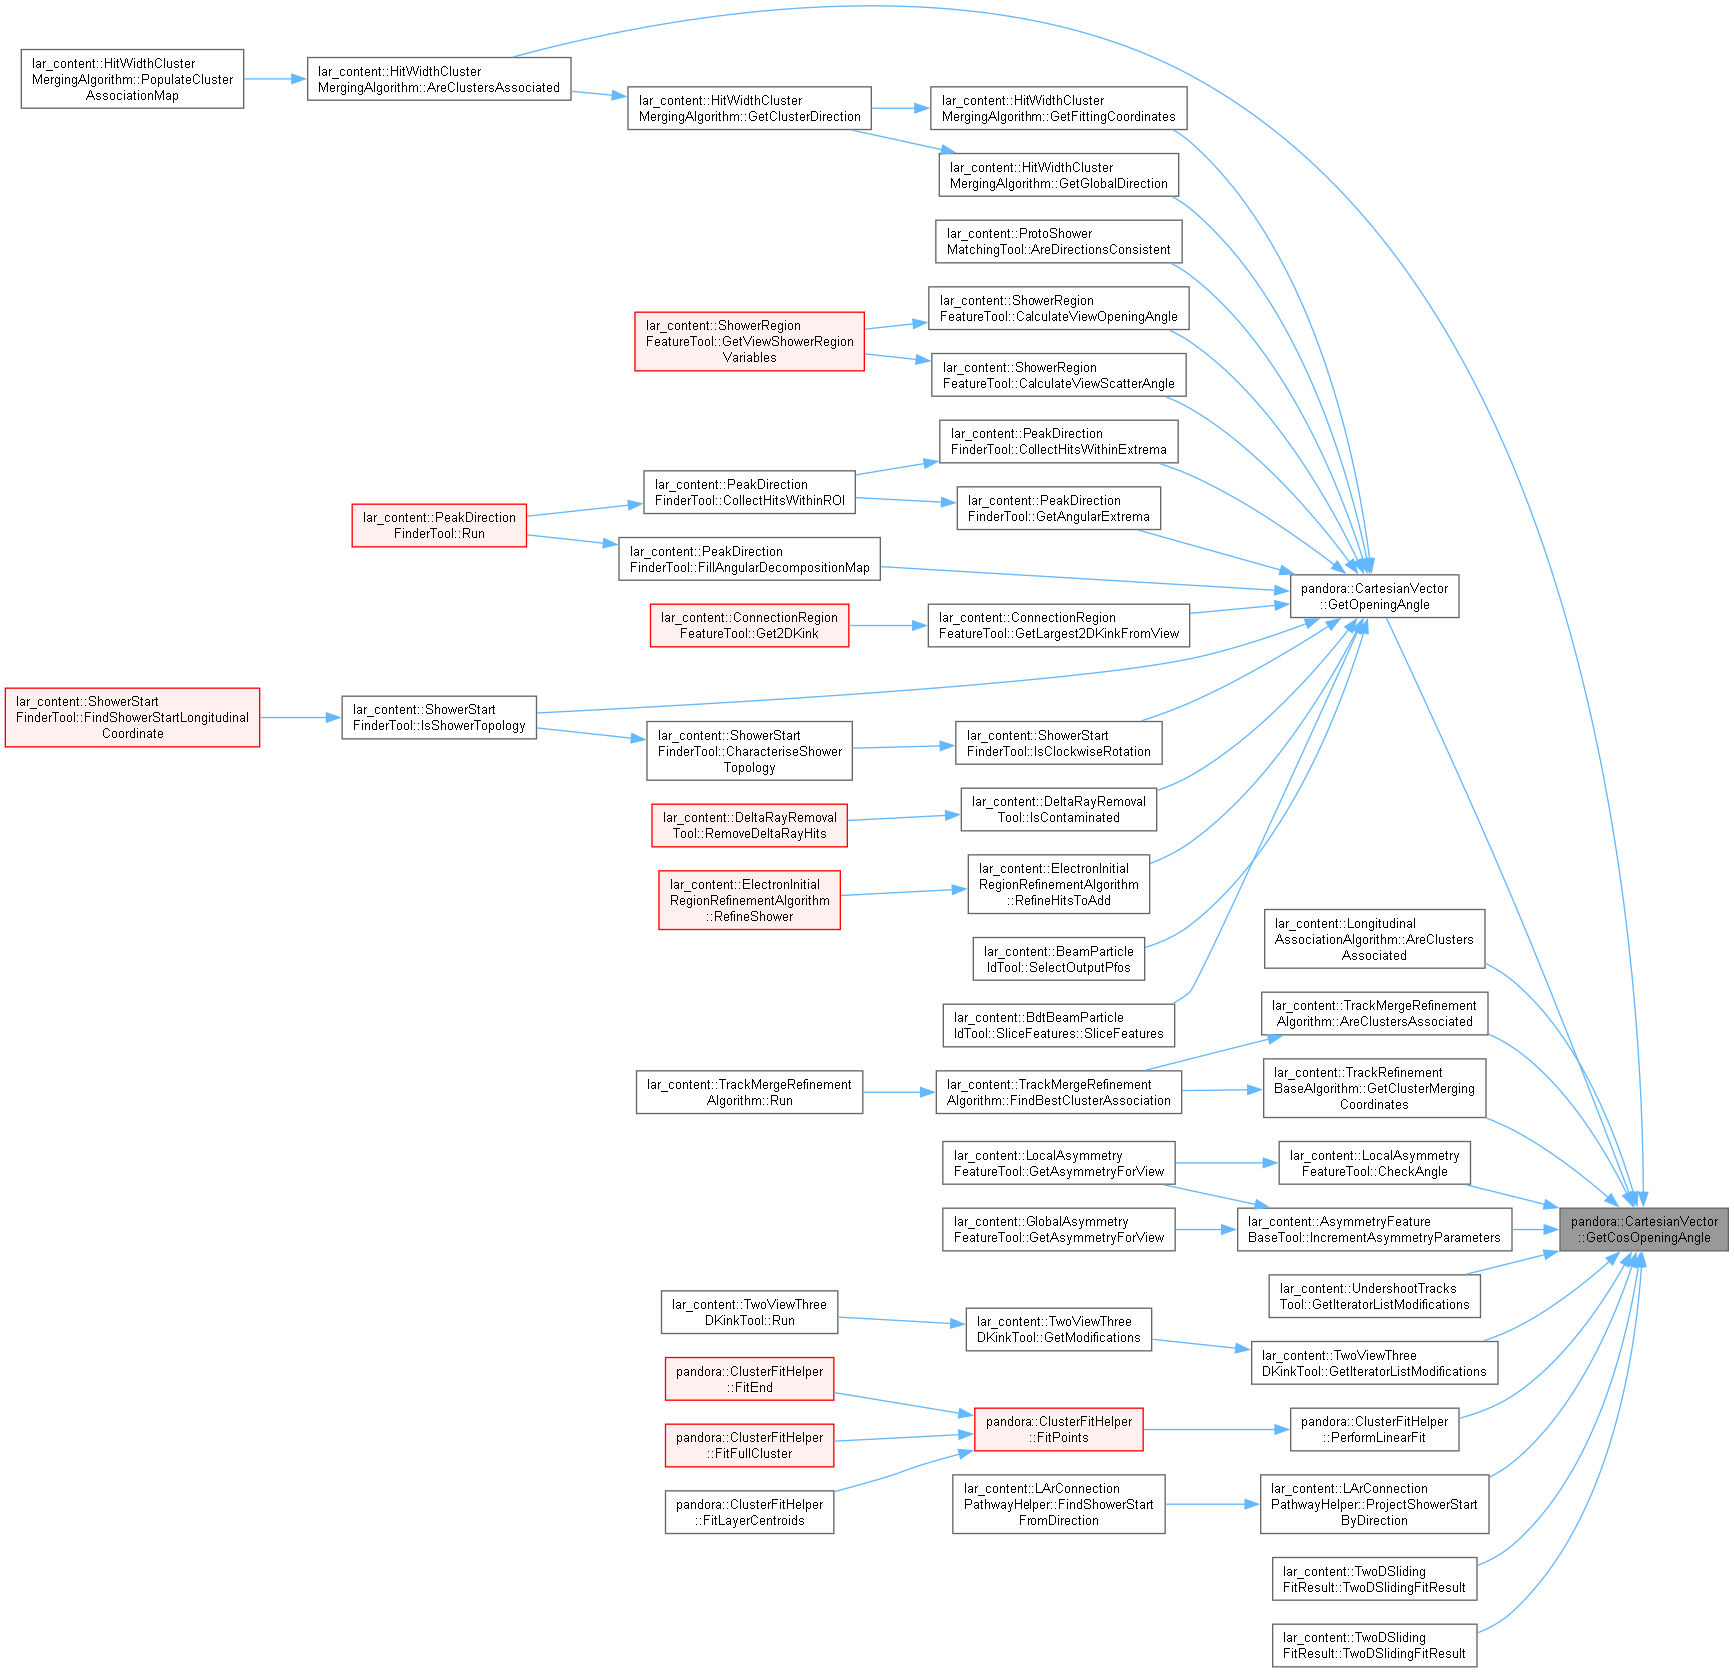 lar_content::HitWidthCluster
MergingAlgorithm::PopulateCluster
AssociationMap
lar_content::HitWidthCluster
MergingAlgorithm::AreClustersAssociated
lar_content::HitWidthCluster
MergingAlgorithm::GetClusterDirection
lar_content::HitWidthCluster
MergingAlgorithm::GetFittingCoordinates
lar_content::HitWidthCluster
MergingAlgorithm::GetGlobalDirection
lar_content::ProtoShower
MatchingTool::AreDirectionsConsistent
lar_content::ShowerRegion
FeatureTool::CalculateViewOpeningAngle
lar_content::ShowerRegion
FeatureTool::GetViewShowerRegion
Variables
lar_content::ShowerRegion
FeatureTool::CalculateViewScatterAngle
lar_content::PeakDirection
FinderTool::CollectHitsWithinExtrema
lar_content::PeakDirection
FinderTool::CollectHitsWithinROI
lar_content::PeakDirection
FinderTool::GetAngularExtrema
lar_content::PeakDirection
FinderTool::Run
lar_content::PeakDirection
FinderTool::FillAngularDecompositionMap
pandora::CartesianVector
::GetOpeningAngle
lar_content::ConnectionRegion
FeatureTool::Get2DKink
lar_content::ConnectionRegion
FeatureTool::GetLargest2DKinkFromView
lar_content::ShowerStart
FinderTool::FindShowerStartLongitudinal
Coordinate
lar_content::ShowerStart
FinderTool::IsShowerTopology
lar_content::ShowerStart
FinderTool::CharacteriseShower
Topology
lar_content::ShowerStart
FinderTool::IsClockwiseRotation
lar_content::DeltaRayRemoval
Tool::RemoveDeltaRayHits
lar_content::DeltaRayRemoval
Tool::IsContaminated
lar_content::ElectronInitial
RegionRefinementAlgorithm
::RefineShower
lar_content::ElectronInitial
RegionRefinementAlgorithm
::RefineHitsToAdd
lar_content::BeamParticle
IdTool::SelectOutputPfos
lar_content::Longitudinal
AssociationAlgorithm::AreClusters
Associated
lar_content::BdtBeamParticle
IdTool::SliceFeatures::SliceFeatures
lar_content::TrackMergeRefinement
Algorithm::AreClustersAssociated
lar_content::TrackMergeRefinement
Algorithm::Run
lar_content::TrackMergeRefinement
Algorithm::FindBestClusterAssociation
lar_content::TrackRefinement
BaseAlgorithm::GetClusterMerging
Coordinates
lar_content::LocalAsymmetry
FeatureTool::GetAsymmetryForView
lar_content::LocalAsymmetry
FeatureTool::CheckAngle
lar_content::GlobalAsymmetry
FeatureTool::GetAsymmetryForView
lar_content::AsymmetryFeature
BaseTool::IncrementAsymmetryParameters
pandora::CartesianVector
::GetCosOpeningAngle
lar_content::UndershootTracks
Tool::GetIteratorListModifications
lar_content::TwoViewThree
DKinkTool::Run
lar_content::TwoViewThree
DKinkTool::GetModifications
lar_content::TwoViewThree
DKinkTool::GetIteratorListModifications
pandora::ClusterFitHelper
::FitEnd
pandora::ClusterFitHelper
::FitFullCluster
pandora::ClusterFitHelper
::FitPoints
pandora::ClusterFitHelper
::PerformLinearFit
pandora::ClusterFitHelper
::FitLayerCentroids
lar_content::LArConnection
PathwayHelper::FindShowerStart
FromDirection
lar_content::LArConnection
PathwayHelper::ProjectShowerStart
ByDirection
lar_content::TwoDSliding
FitResult::TwoDSlidingFitResult
lar_content::TwoDSliding
FitResult::TwoDSlidingFitResult